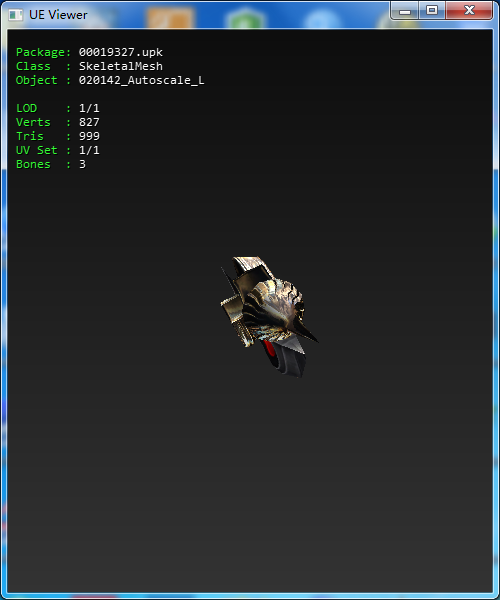 UE Viewer
Package: 00019327.upk
Class : SkeletalMesh
Object : 020142_Autoscale_L
LOD : 1/1
Verts : 827
Tris : 999
UV Set : 1/1
Bones : 3